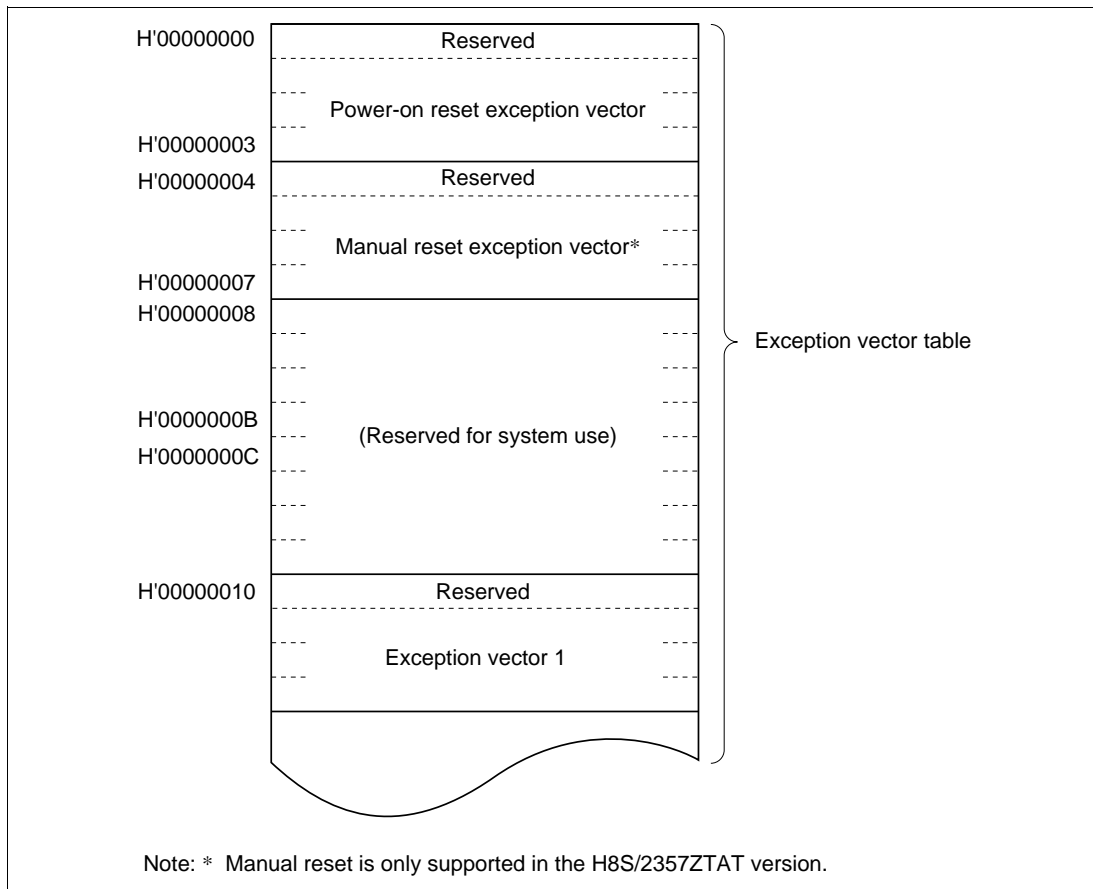 H'00000000
Reserved
Power-on reset exception vector
H'00000003
H'00000004
Reserved
Manual reset exception vector*
H'00000007
H'00000008
Exception vector table
H'0000000B
(Reserved for system use)
H'0000000C
H'00000010
Reserved
Exception vector 1
Note: * Manual reset is only supported in the H8S/2357ZTAT version.